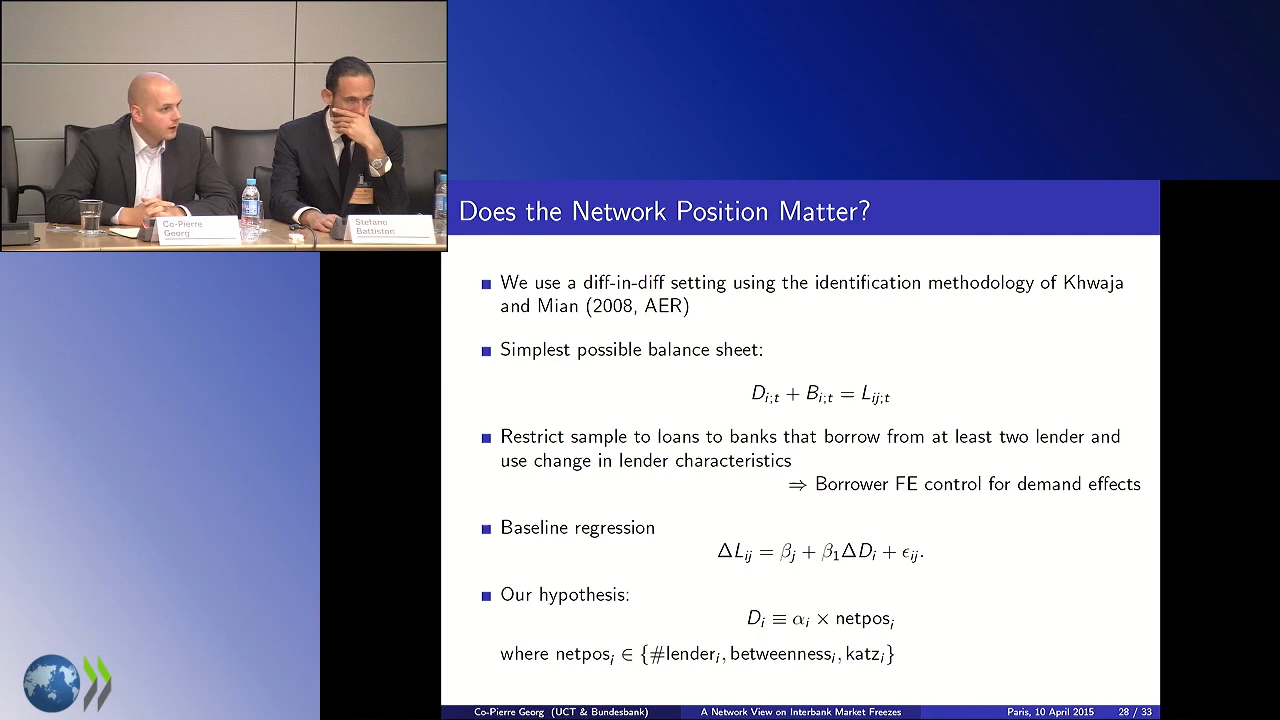 Co-Pierre
Georg
Stefano
Battiston
Does the Network Position Matter?
We use a diff-in-diff setting using the identification methodology of Khwaja
and Mian (2008, AER)
Simplest possible balance sheet:
D_{i;t} + B_{i;t} = L_{ij;t}
Restrict sample to loans to banks that borrow from at least two lender and
use change in lender characteristics
⇒ Borrower FE control for demand effects
Baseline regression
ΔL_{ij} = β_j + β_1ΔD_i + ϵ_{ij}.
Our hypothesis:
D_i ≡ α_i × netpos_i
where netpos_i ∈ {#lender_i, betweenness_i, katz_i}
Co-Pierre Georg (UCT & Bundesbank) A Network View on Interbank Market Freezes Paris, 10 April 2015 28 / 33